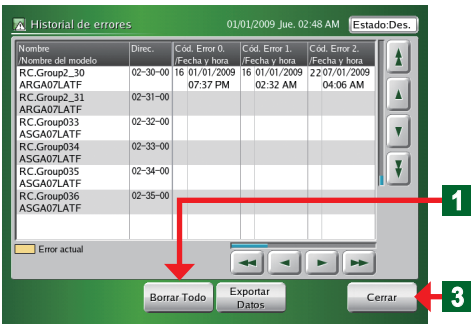 Historial de errores 01/01/2009 Jue. 02:48 AM Estado:Des.
Nombre Direc. Cód. Error 0. Cód. Error 1. Cód. Error 2.
/Nombre del modelo /Fecha y hora /Fecha y hora /Fecha y hora
RC.Group2_30 02-30-00 16 01/01/2009 16 01/01/2009 22 07/01/2009
ARGA07LATF 07:37 PM 02:32 AM 04:06 AM
RC.Group2_31 02-31-00
ARGA07LATF
RC.Group033 02-32-00
ASGA07LATF
RC.Group034 02-33-00
ASGA07LATF
RC.Group035 02-34-00
ASGA07LATF
RC.Group036 02-35-00
ASGA07LATF
1
Error actual
Borrar Todo Exportar Datos Cerrar
3